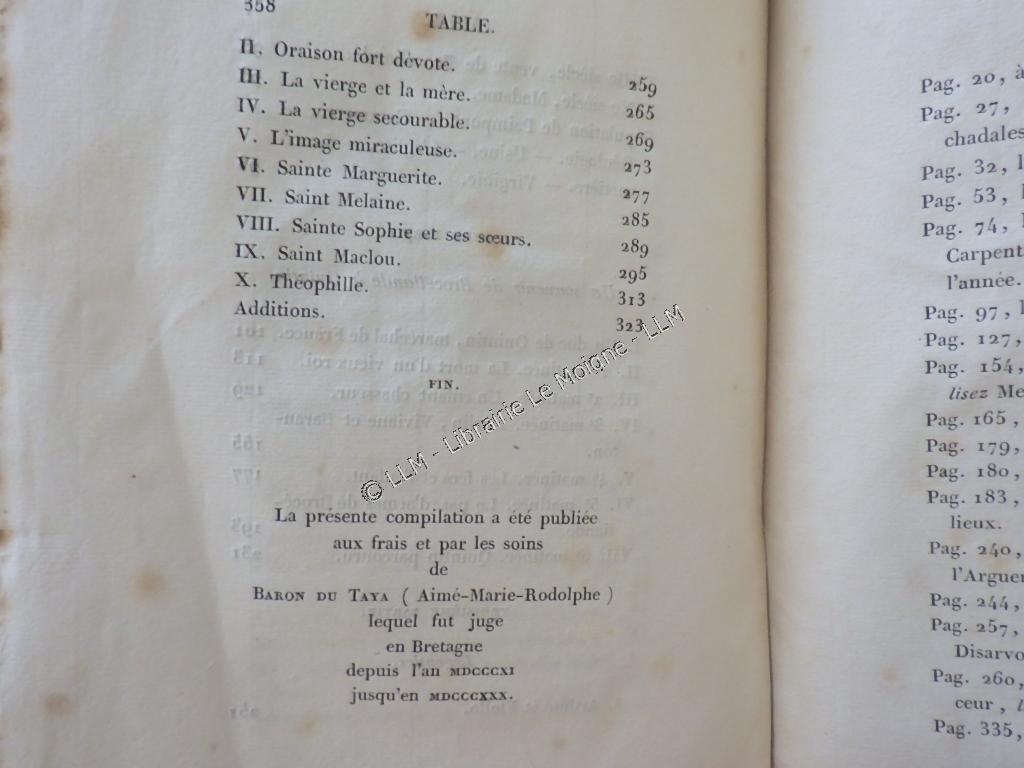 358
TABLE.
II. Oraison fort dévote. 259
III. La vierge et la mère. 265
IV. La vierge secourable. 269
V. L'image miraculeuse. 273
VI. Sainte Marguerite. 277
VII. Saint Melaine. 285
VIII. Sainte Sophie et ses sœurs. 289
IX. Saint Maclou. 295
X. Théophille. 313
Additions. 323
FIN.
© LLM - Librairie Le Moigne - LLM
La présente compilation a été publiée
aux frais et par les soins
de
BARON DU TAYA ( Aimé-Marie-Rodolphe )
lequel fut juge
en Bretagne
depuis l'an MDCCCXI
jusqu'en MDCCCXXX.
Pag. 20, à
Pag. 27,
chadales
Pag. 32, l
Pag. 53,
Pag. 74,
Carpent
l'année.
Pag. 97,
Pag. 127,
Pag. 154,
lisez Me
Pag. 165,
Pag. 179,
Pag. 180,
Pag. 183,
lieux.
Pag. 240,
l'Arguen
Pag. 244,
Pag. 257,
Disarvo
Pag. 260,
ceur, l
Pag. 335,